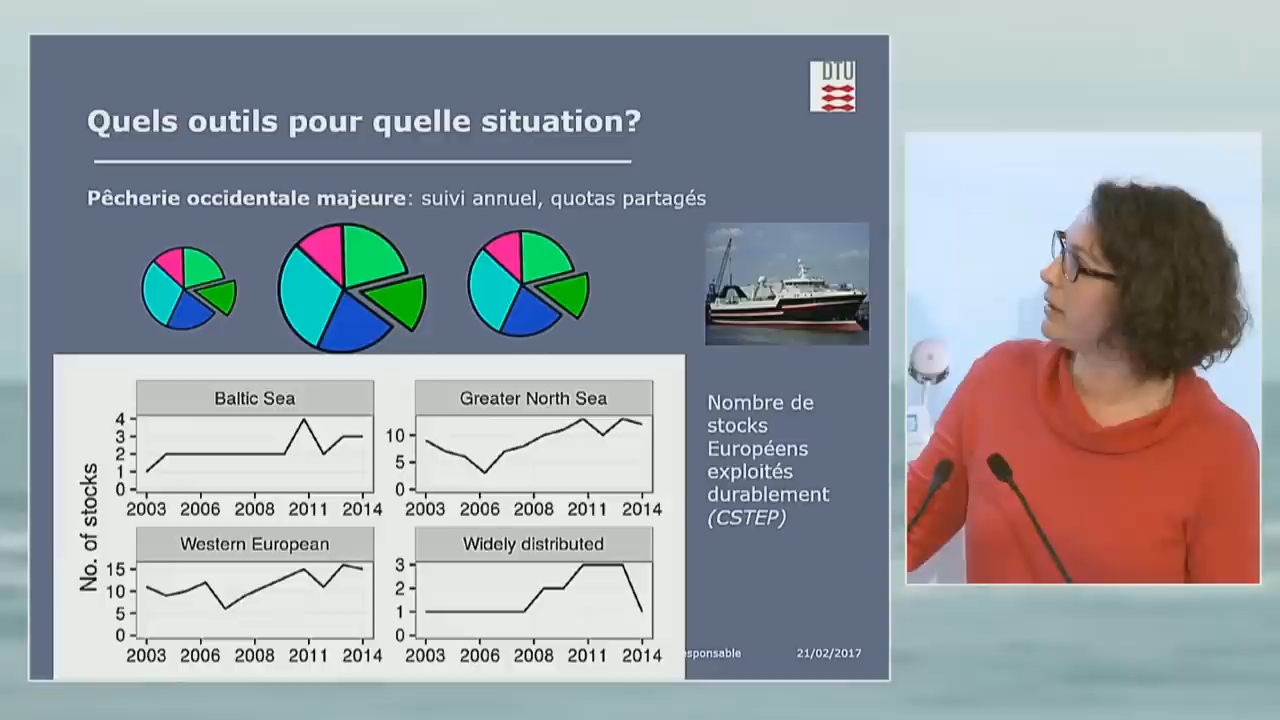 DTU
Quels outils pour quelle situation?
Pêcherie occidentale majeure: suivi annuel, quotas partagés
Nombre de
stocks
Européens
exploités
durablement
(CSTEP)
No. of stocks
Baltic Sea
4
3
2
1
0
2003 2006 2008 2011 2014
Greater North Sea
10
5
0
2003 2006 2008 2011 2014
Western European
15
10
5
0
2003 2006 2008 2011 2014
Widely distributed
3
2
1
0
2003 2006 2008 2011 2014
21/02/2017